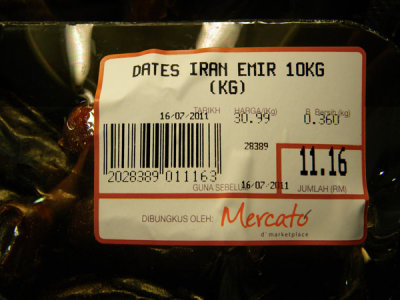 DATES IRAN EMIR 10KG
(KG)
TARIKH HARGA/(Kg) B. Bersih (kg)
16/07/2011 30.99 0.360
28389
2028389 011163
11.16
GUNA SEBELUM 16/07/2011 JUMLAH (RM)
DIBUNGKUS OLEH: Mercato
d' marketplace